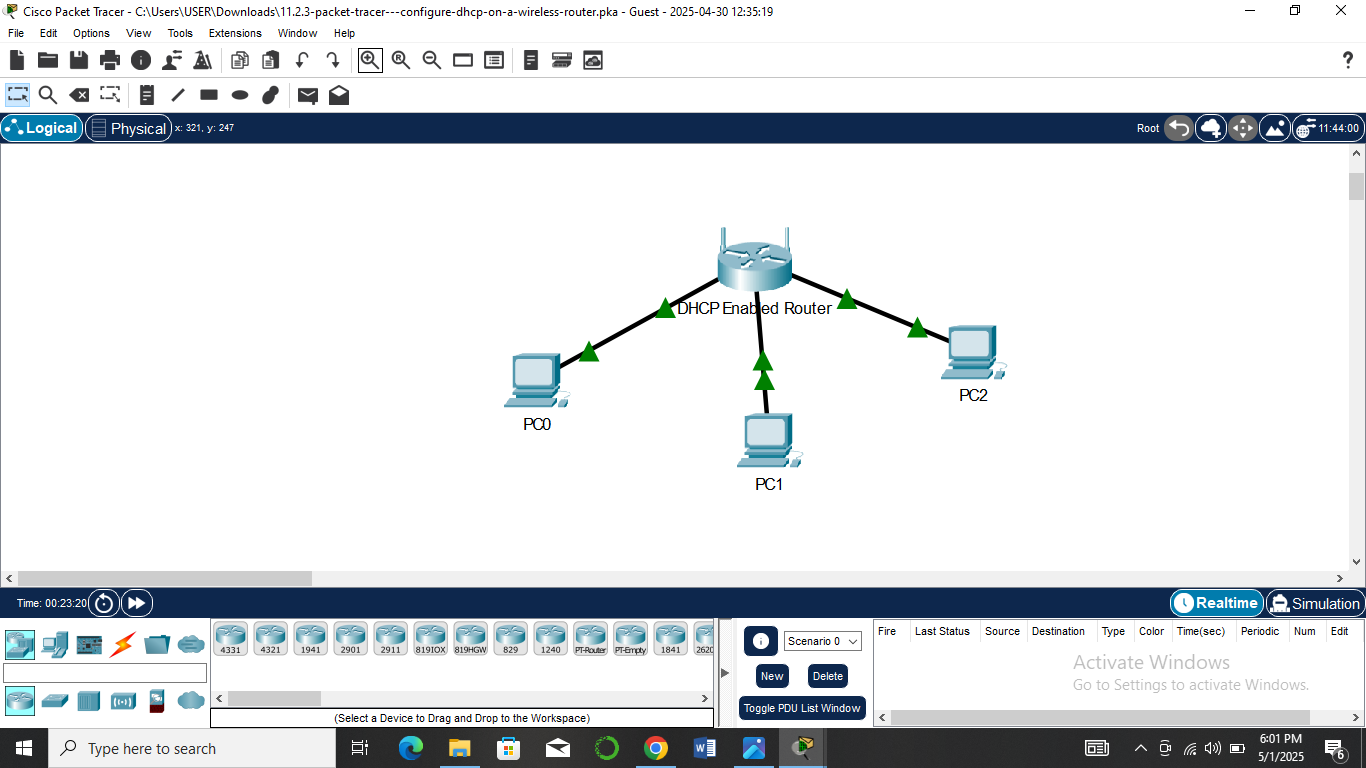 Cisco Packet Tracer - C:\Users\USER\Downloads\11.2.3-packet-tracer---configure-dhcp-on-a-wireless-router.pka - Guest - 2025-04-30 12:35:19
File Edit Options View Tools Extensions Window Help
Logical Physical x: 321, y: 247 Root 11:44:00
DHCP Enabled Router
PC0
PC2
PC1
Time: 00:23:20 Realtime Simulation
4331 4321 1941 2901 2911 819IOX 819HGW 829 1240 PT-Router PT-Empty 1841 2620
(Select a Device to Drag and Drop to the Workspace)
Scenario 0
New Delete
Toggle PDU List Window
Fire Last Status Source Destination Type Color Time(sec) Periodic Num Edit
Activate Windows
Go to Settings to activate Windows.
Type here to search
6:01 PM
5/1/2025
6